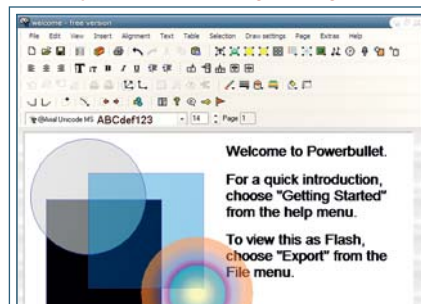 welcome - free version
File Edit View Insert Alignment Text Table Selection Draw settings Page Extras Help
@Arial Unicode MS ABCdef123 14 Page 1
Welcome to Powerbullet.
For a quick introduction,
choose "Getting Started"
from the help menu.
To view this as Flash,
choose "Export" from the
File menu.